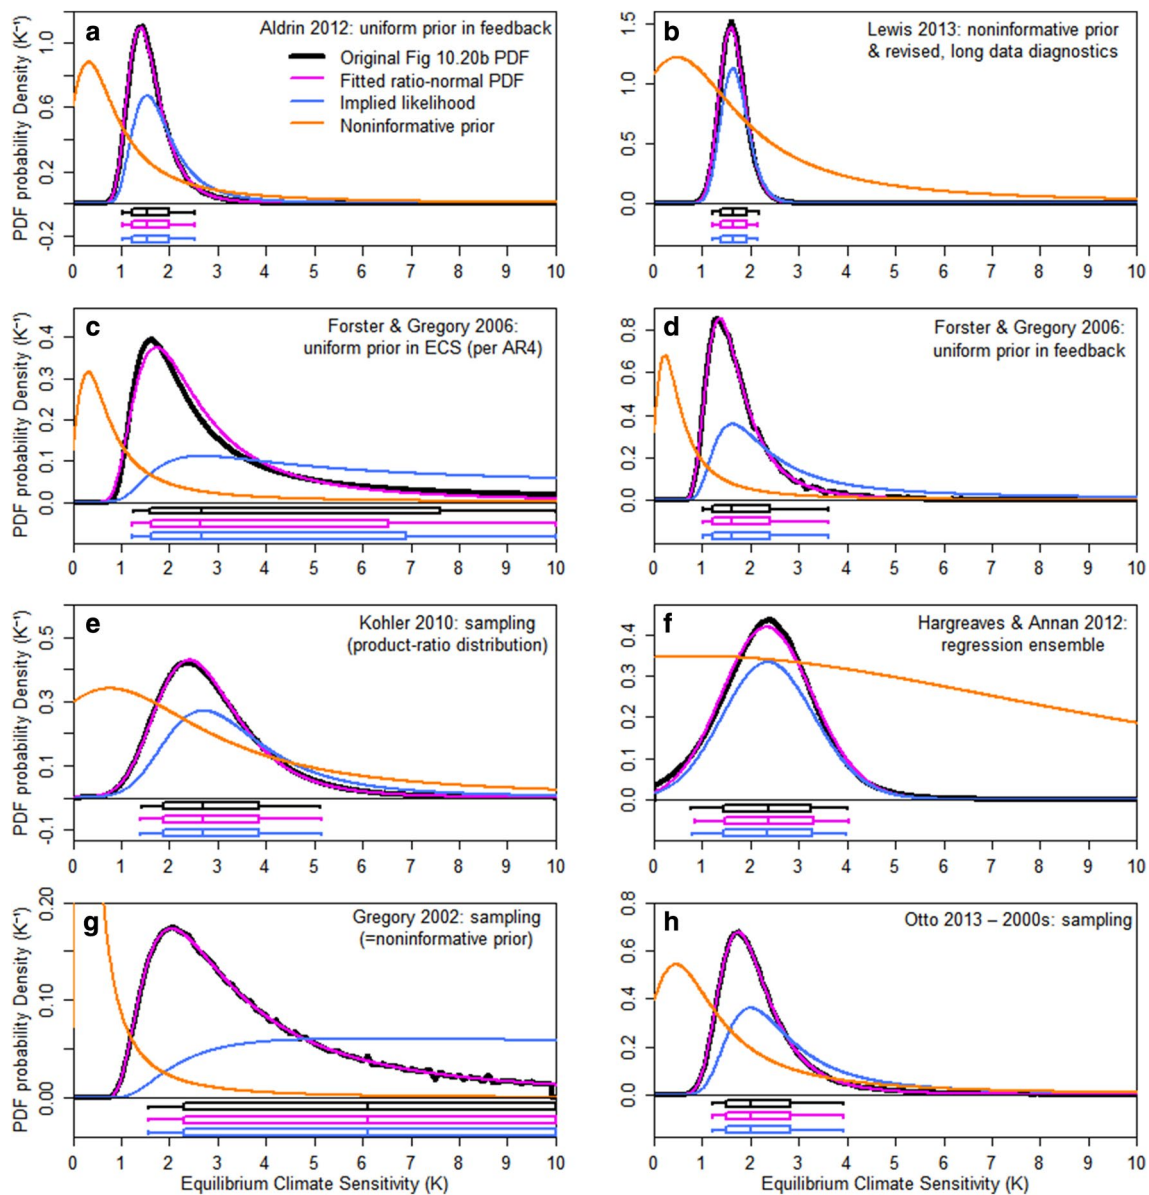 a Aldrin 2012: uniform prior in feedback
Original Fig 10.20b PDF
Fitted ratio-normal PDF
Implied likelihood
Noninformative prior
PDF probability Density (K⁻¹)
-0.2 0.2 0.6 1.0
0 1 2 3 4 5 6 7 8 9 10
b Lewis 2013: noninformative prior
& revised, long data diagnostics
0.0 0.5 1.0 1.5
0 1 2 3 4 5 6 7 8 9 10
c Forster & Gregory 2006:
uniform prior in ECS (per AR4)
PDF probability Density (K⁻¹)
0.0 0.1 0.2 0.3 0.4
0 1 2 3 4 5 6 7 8 9 10
d Forster & Gregory 2006:
uniform prior in feedback
0.0 0.2 0.4 0.6 0.8
0 1 2 3 4 5 6 7 8 9 10
e Kohler 2010: sampling
(product-ratio distribution)
PDF probability Density (K⁻¹)
-0.1 0.1 0.3 0.5
0 1 2 3 4 5 6 7 8 9 10
f Hargreaves & Annan 2012:
regression ensemble
0.0 0.1 0.2 0.3 0.4
0 1 2 3 4 5 6 7 8 9 10
g Gregory 2002: sampling
(=noninformative prior)
PDF probability Density (K⁻¹)
0.00 0.10 0.20
0 1 2 3 4 5 6 7 8 9 10
Equilibrium Climate Sensitivity (K)
h Otto 2013 – 2000s: sampling
0.0 0.2 0.4 0.6 0.8
0 1 2 3 4 5 6 7 8 9 10
Equilibrium Climate Sensitivity (K)